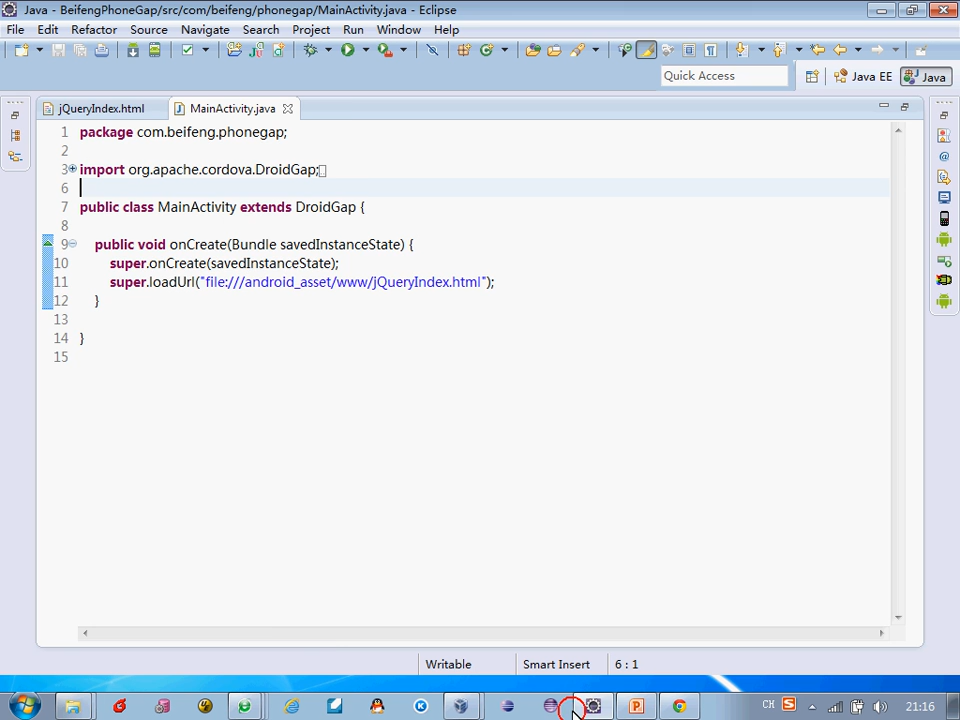 Java - BeifengPhoneGap/src/com/beifeng/phonegap/MainActivity.java - Eclipse
File Edit Refactor Source Navigate Search Project Run Window Help
Quick Access
Java EE
Java
jQueryIndex.html
MainActivity.java
1 package com.beifeng.phonegap;
2
3 import org.apache.cordova.DroidGap;
6
7 public class MainActivity extends DroidGap {
8
9 public void onCreate(Bundle savedInstanceState) {
10 super.onCreate(savedInstanceState);
11 super.loadUrl("file:///android_asset/www/jQueryIndex.html");
12 }
13
14 }
15
Writable Smart Insert 6 : 1
CH 21:16